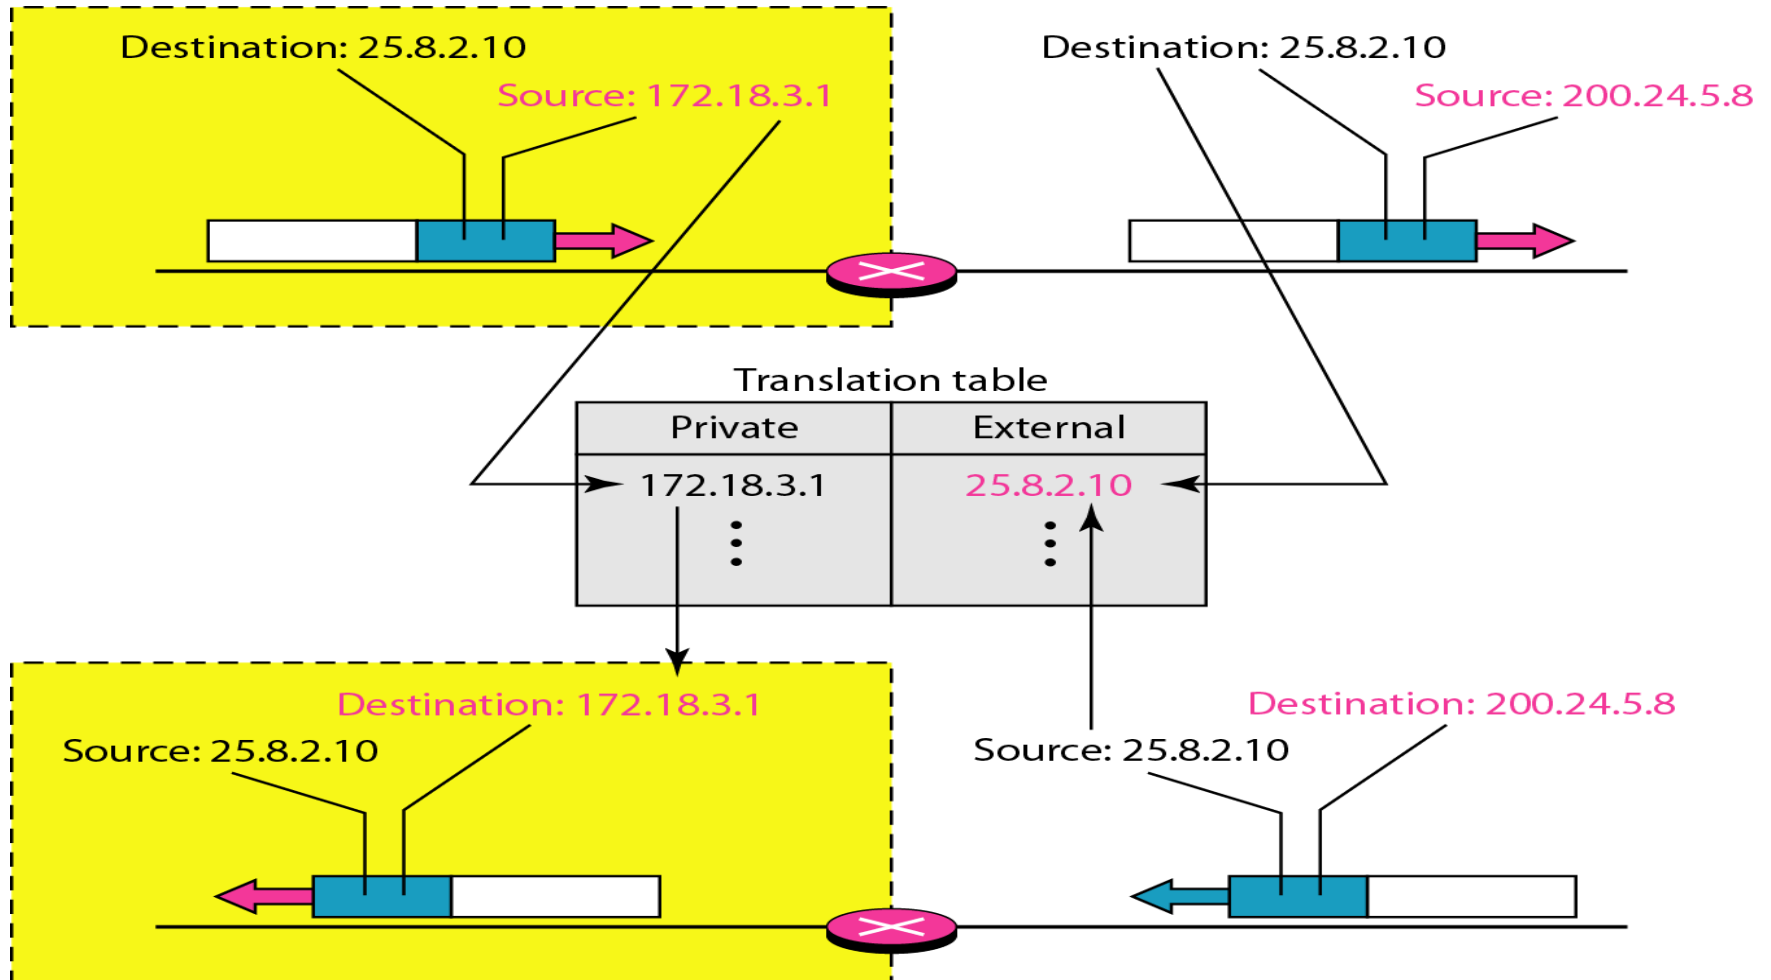 Destination: 25.8.2.10
Source: 172.18.3.1
Destination: 25.8.2.10
Source: 200.24.5.8
Translation table
Private External
172.18.3.1 25.8.2.10
Destination: 172.18.3.1
Source: 25.8.2.10
Destination: 200.24.5.8
Source: 25.8.2.10